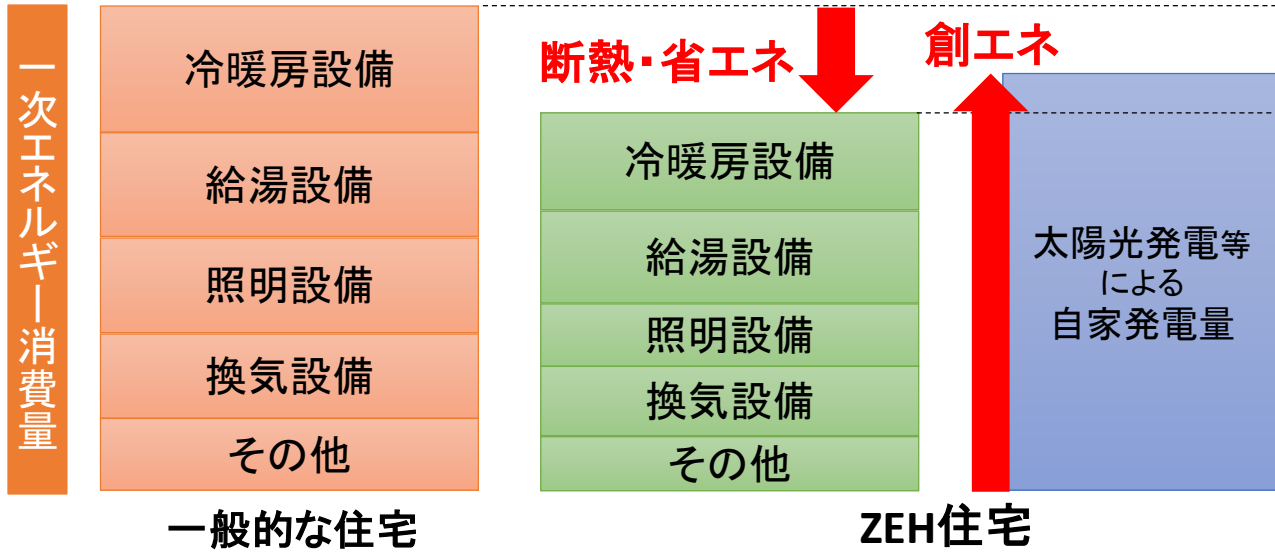 一次エネルギー消費量
冷暖房設備
給湯設備
照明設備
換気設備
その他
一般的な住宅
断熱・省エネ
創エネ
冷暖房設備
給湯設備
照明設備
換気設備
その他
太陽光発電等
による
自家発電量
ZEH住宅